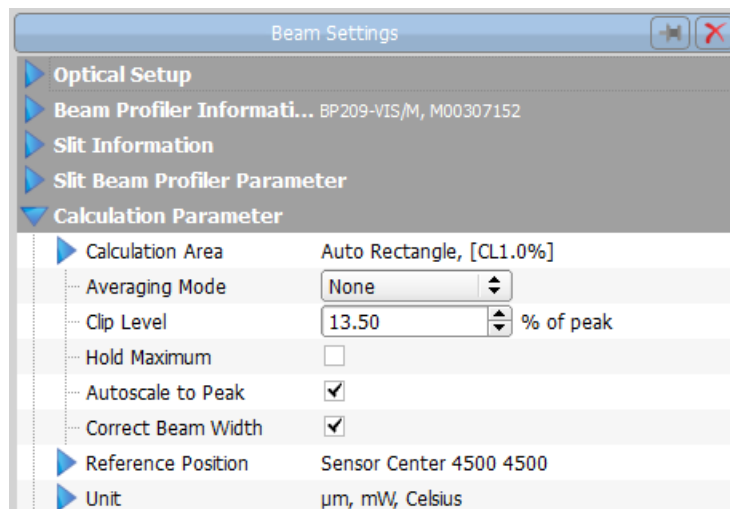 Beam Settings
Optical Setup
Beam Profiler Informati... BP209-VIS/M, M00307152
Slit Information
Slit Beam Profiler Parameter
Calculation Parameter
Calculation Area Auto Rectangle, [CL1.0%]
Averaging Mode None
Clip Level 13.50 % of peak
Hold Maximum
Autoscale to Peak
Correct Beam Width
Reference Position Sensor Center 4500 4500
Unit µm, mW, Celsius